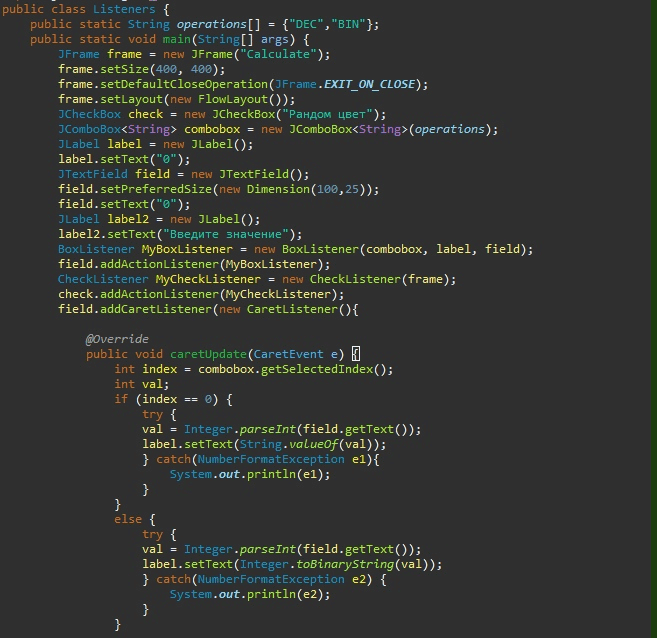 public class Listeners {
public static String operations[] = {"DEC","BIN"};
public static void main(String[] args) {
JFrame frame = new JFrame("Calculate");
frame.setSize(400, 400);
frame.setDefaultCloseOperation(JFrame.EXIT_ON_CLOSE);
frame.setLayout(new FlowLayout());
JCheckBox check = new JCheckBox("Рандом цвет");
JComboBox<String> combobox = new JComboBox<String>(operations);
JLabel label = new JLabel();
label.setText("0");
JTextField field = new JTextField();
field.setPreferredSize(new Dimension(100,25));
field.setText("0");
JLabel label2 = new JLabel();
label2.setText("Введите значение");
BoxListener MyBoxListener = new BoxListener(combobox, label, field);
field.addActionListener(MyBoxListener);
CheckListener MyCheckListener = new CheckListener(frame);
check.addActionListener(MyCheckListener);
field.addCaretListener(new CaretListener(){
@Override
public void caretUpdate(CaretEvent e) {
int index = combobox.getSelectedIndex();
int val;
if (index == 0) {
try {
val = Integer.parseInt(field.getText());
label.setText(String.valueOf(val));
} catch(NumberFormatException e1){
System.out.println(e1);
}
}
else {
try {
val = Integer.parseInt(field.getText());
label.setText(Integer.toBinaryString(val));
} catch(NumberFormatException e2) {
System.out.println(e2);
}
}